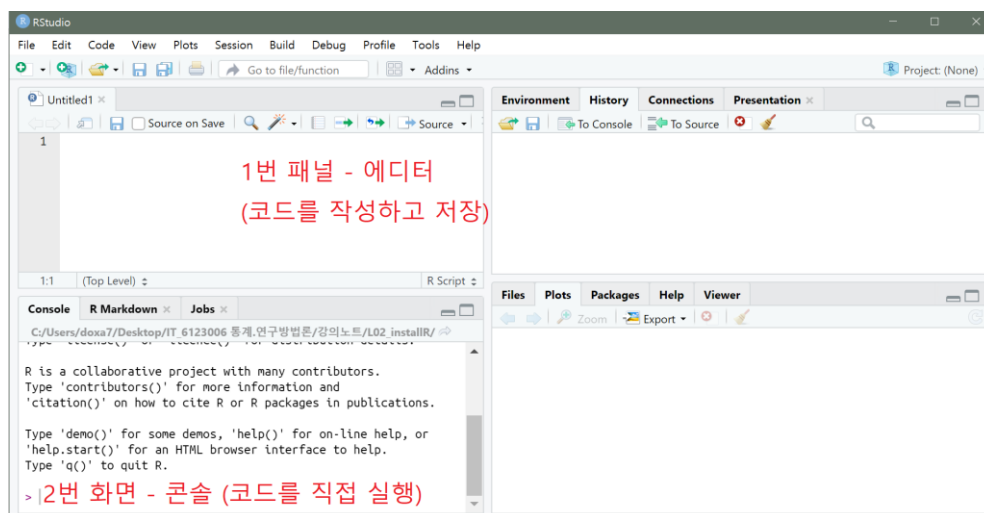 RStudio
File Edit Code View Plots Session Build Debug Profile Tools Help
Go to file/function Addins Project: (None)
Untitled1
Source on Save Source
1
1번 패널 - 에디터
(코드를 작성하고 저장)
1:1 (Top Level) R Script
Console R Markdown Jobs
C:/Users/doxa7/Desktop/IT_6123006 통계.연구방법론/강의노트/L02_installR/
Type 'license()' or 'licence()' for distribution details.
R is a collaborative project with many contributors.
Type 'contributors()' for more information and
'citation()' on how to cite R or R packages in publications.
Type 'demo()' for some demos, 'help()' for on-line help, or
'help.start()' for an HTML browser interface to help.
Type 'q()' to quit R.
> 2번 화면 - 콘솔 (코드를 직접 실행)
Environment History Connections Presentation
To Console To Source
Files Plots Packages Help Viewer
Zoom Export